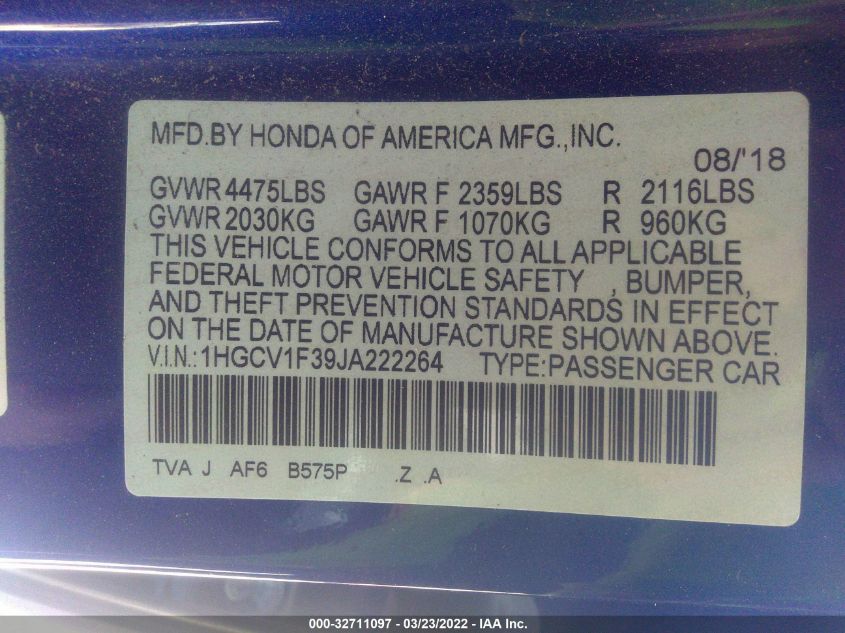 MFD.BY HONDA OF AMERICA MFG.,INC.
08/'18
GVWR 4475LBS GAWR F 2359LBS R 2116LBS
GVWR 2030KG GAWR F 1070KG R 960KG
THIS VEHICLE CONFORMS TO ALL APPLICABLE
FEDERAL MOTOR VEHICLE SAFETY , BUMPER,
AND THEFT PREVENTION STANDARDS IN EFFECT
ON THE DATE OF MANUFACTURE SHOWN ABOVE.
V.I.N.:1HGCV1F39JA222264 TYPE:PASSENGER CAR
TVA J AF6 B575P .Z .A
000-32711097 - 03/23/2022 - IAA Inc.